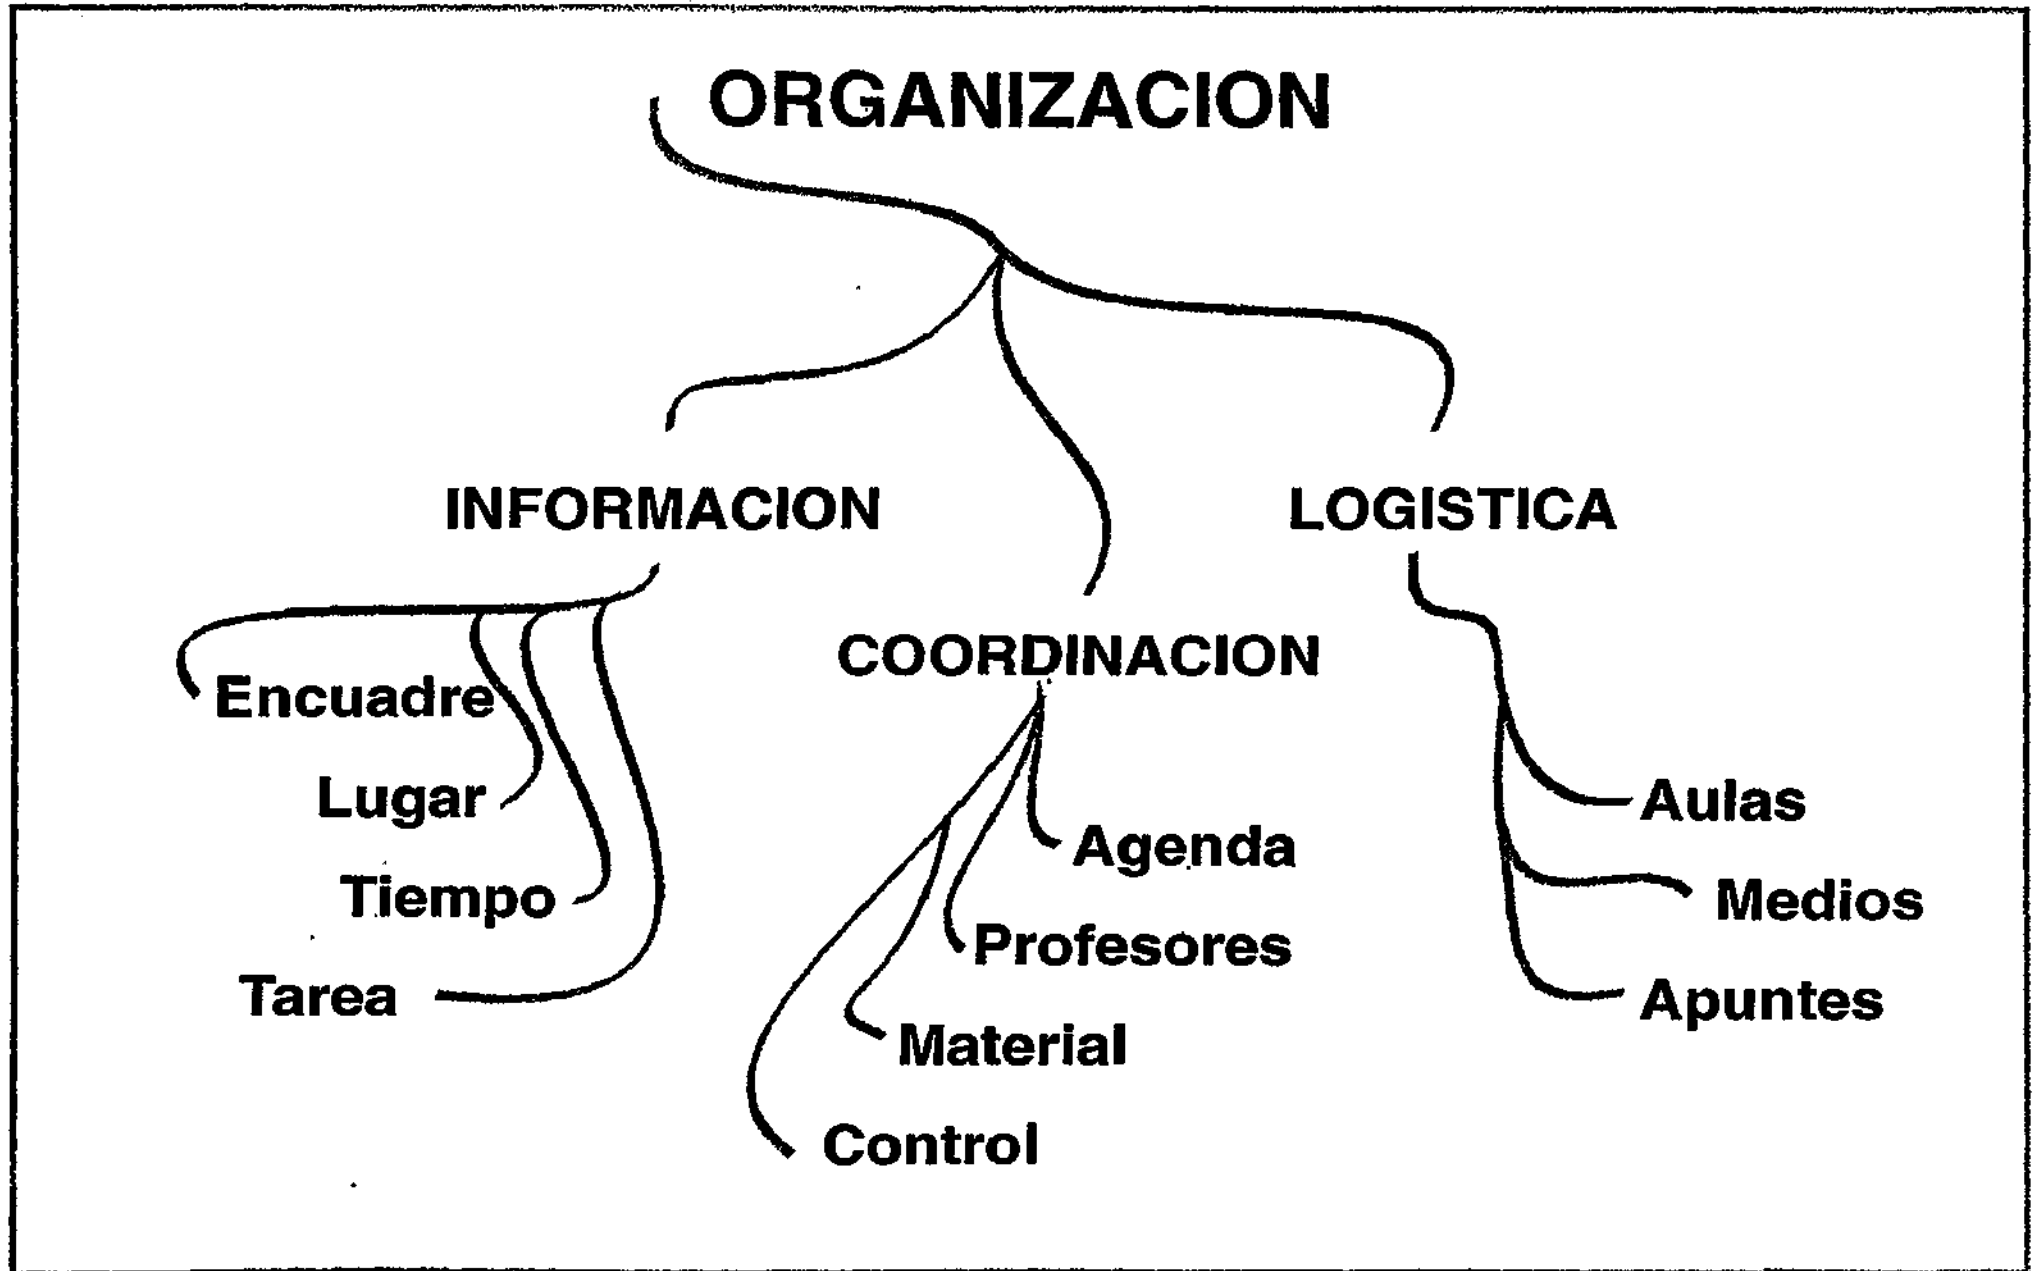 ORGANIZACION
INFORMACION
LOGISTICA
COORDINACION
Encuadre
Lugar
Tiempo
Tarea
Agenda
Profesores
Material
Control
Aulas
Medios
Apuntes